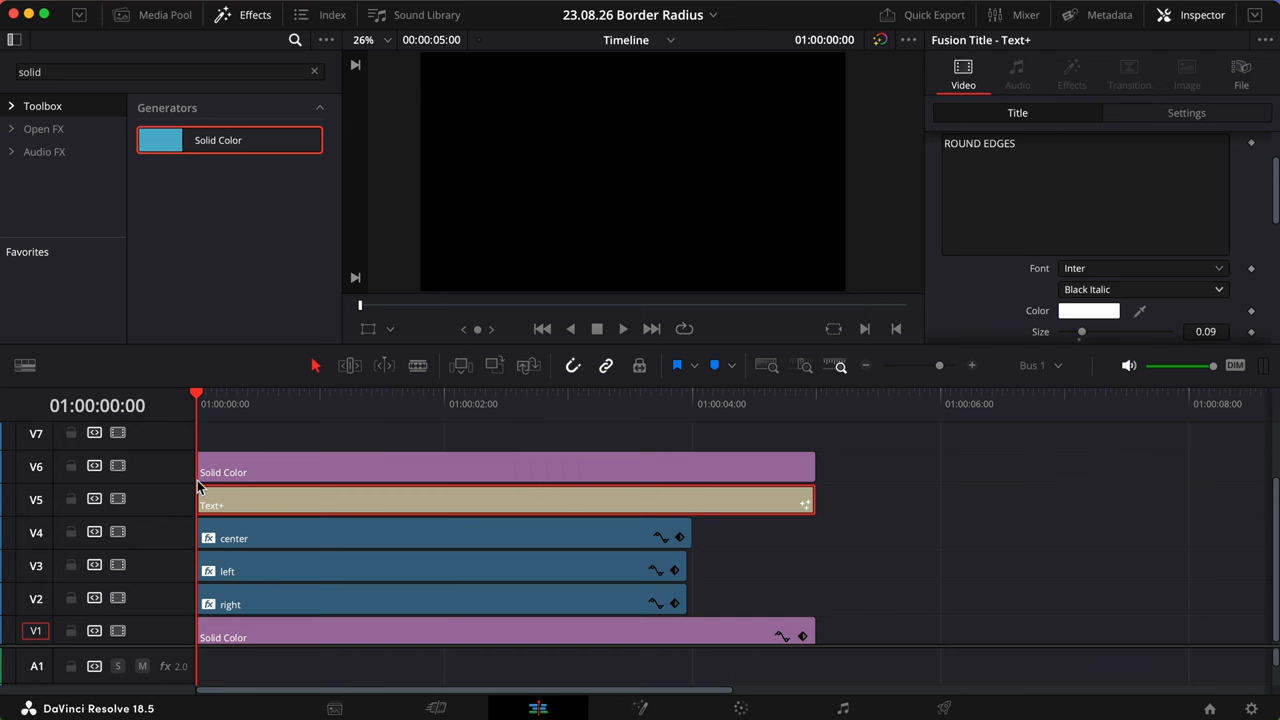 Media Pool
Effects
Index
Sound Library
23.08.26 Border Radius
Quick Export
Mixer
Metadata
Inspector
26%
00:00:05:00
Timeline
01:00:00:00
Fusion Title - Text+
solid
Video
Audio
Effects
Transition
Image
File
Toolbox
Generators
Title
Settings
Open FX
Solid Color
ROUND EDGES
Audio FX
Favorites
Font
Inter
Black Italic
Color
Size
0.09
Bus 1
DIM
01:00:00:00
01:00:00:00
01:00:02:00
01:00:04:00
01:00:06:00
01:00:08:00
V7
V6
Solid Color
V5
Text+
V4
fx center
V3
fx left
V2
fx right
V1
Solid Color
A1
S
M
fx 2.0
DaVinci Resolve 18.5